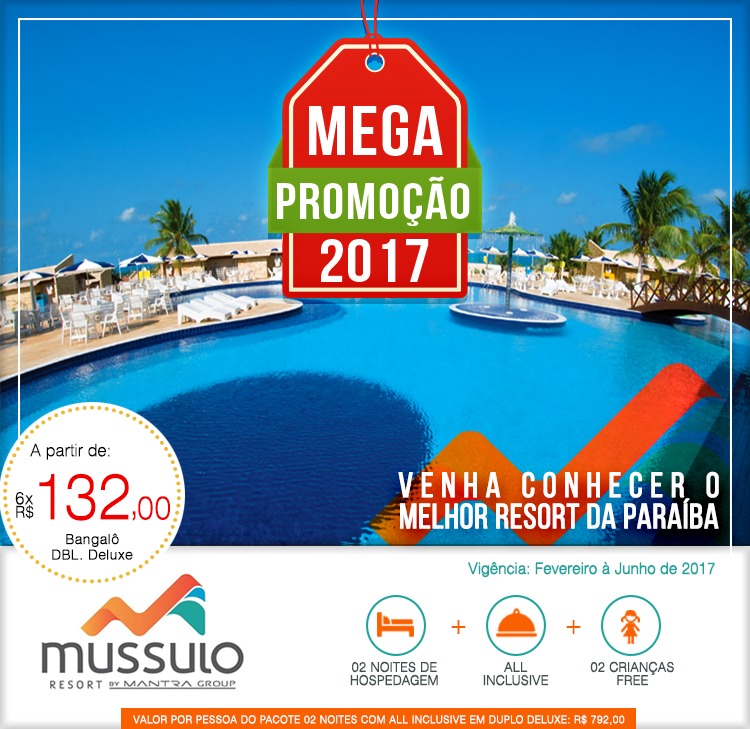 MEGA
PROMOÇÃO
2017
A partir de:
6x
R$ 132,00
Bangalô
DBL. Deluxe
VENHA CONHECER O
MELHOR RESORT DA PARAÍBA
Vigência: Fevereiro à Junho de 2017
mussulo
RESORT BY MANTRA GROUP
02 NOITES DE
HOSPEDAGEM
+
ALL
INCLUSIVE
+
02 CRIANÇAS
FREE
VALOR POR PESSOA DO PACOTE 02 NOITES COM ALL INCLUSIVE EM DUPLO DELUXE: R$ 792,00